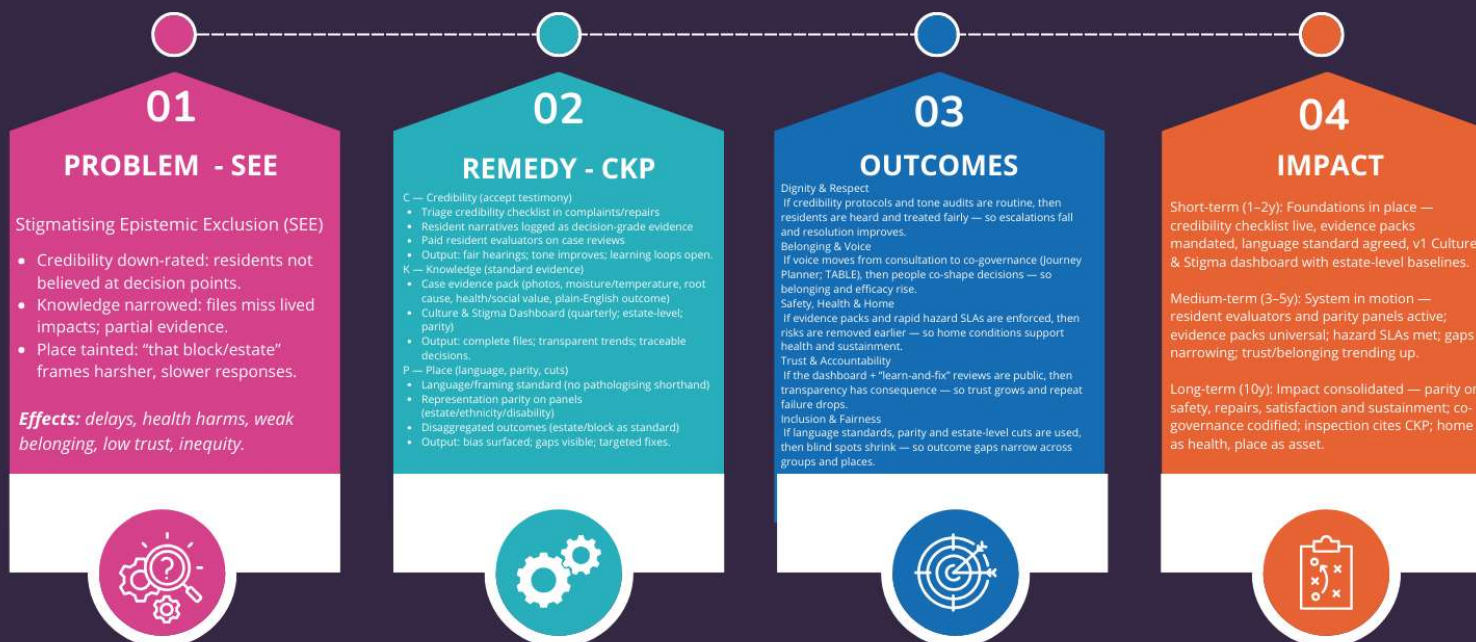 01
PROBLEM - SEE
Stigmatising Epistemic Exclusion (SEE)
• Credibility down-rated: residents not
believed at decision points.
• Knowledge narrowed: files miss lived
impacts; partial evidence.
• Place tainted: “that block/estate”
frames harsher, slower responses.
Effects: delays, health harms, weak
belonging, low trust, inequity.
?
02
REMEDY - CKP
C — Credibility (accept testimony)
• Triage credibility checklist in complaints/repairs
• Resident narratives logged as decision-grade evidence
• Paid resident evaluators on case reviews
• Output: fair hearings; tone improves; learning loops open.
K — Knowledge (standard evidence)
• Case evidence pack (photos, moisture/temperature, root
cause, health/social value, plain-English outcome)
• Culture & Stigma Dashboard (quarterly; estate-level;
parity)
• Output: complete files; transparent trends; traceable
decisions.
P — Place (language, parity, cuts)
• Language/framing standard (no pathologising shorthand)
• Representation parity on panels
(estate/ethnicity/disability)
• Disaggregated outcomes (estate/block as standard)
• Output: bias surfaced; gaps visible; targeted fixes.
03
OUTCOMES
Dignity & Respect
If credibility protocols and tone audits are routine, then
residents are heard and treated fairly — so escalations fall
and resolution improves.
Belonging & Voice
If voice moves from consultation to co-governance (Journey
Planner; TABLE), then people co-shape decisions — so
belonging and efficacy rise.
Safety, Health & Home
If evidence packs and rapid hazard SLAs are enforced, then
risks are removed earlier — so home conditions support
health and sustainment.
Trust & Accountability
If the dashboard + “learn-and-fix” reviews are public, then
transparency has consequence — so trust grows and repeat
failure drops.
Inclusion & Fairness
If language standards, parity and estate-level cuts are used,
then blind spots shrink — so outcome gaps narrow across
groups and places.
04
IMPACT
Short-term (1–2y): Foundations in place —
credibility checklist live, evidence packs
mandated, language standard agreed, v1 Culture
& Stigma dashboard with estate-level baselines.
Medium-term (3–5y): System in motion —
resident evaluators and parity panels active;
evidence packs universal; hazard SLAs met; gaps
narrowing; trust/belonging trending up.
Long-term (10y): Impact consolidated — parity on
safety, repairs, satisfaction and sustainment; co-
governance codified; inspection cites CKP; home
as health, place as asset.